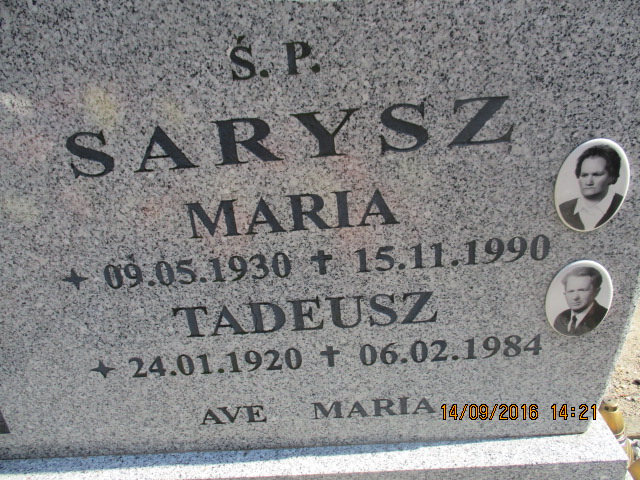 Ś. P.
SARYSZ
MARIA
✦ 09.05.1930 ✝ 15.11.1990
TADEUSZ
✦ 24.01.1920 ✝ 06.02.1984
AVE MARIA
14/09/2016 14:21